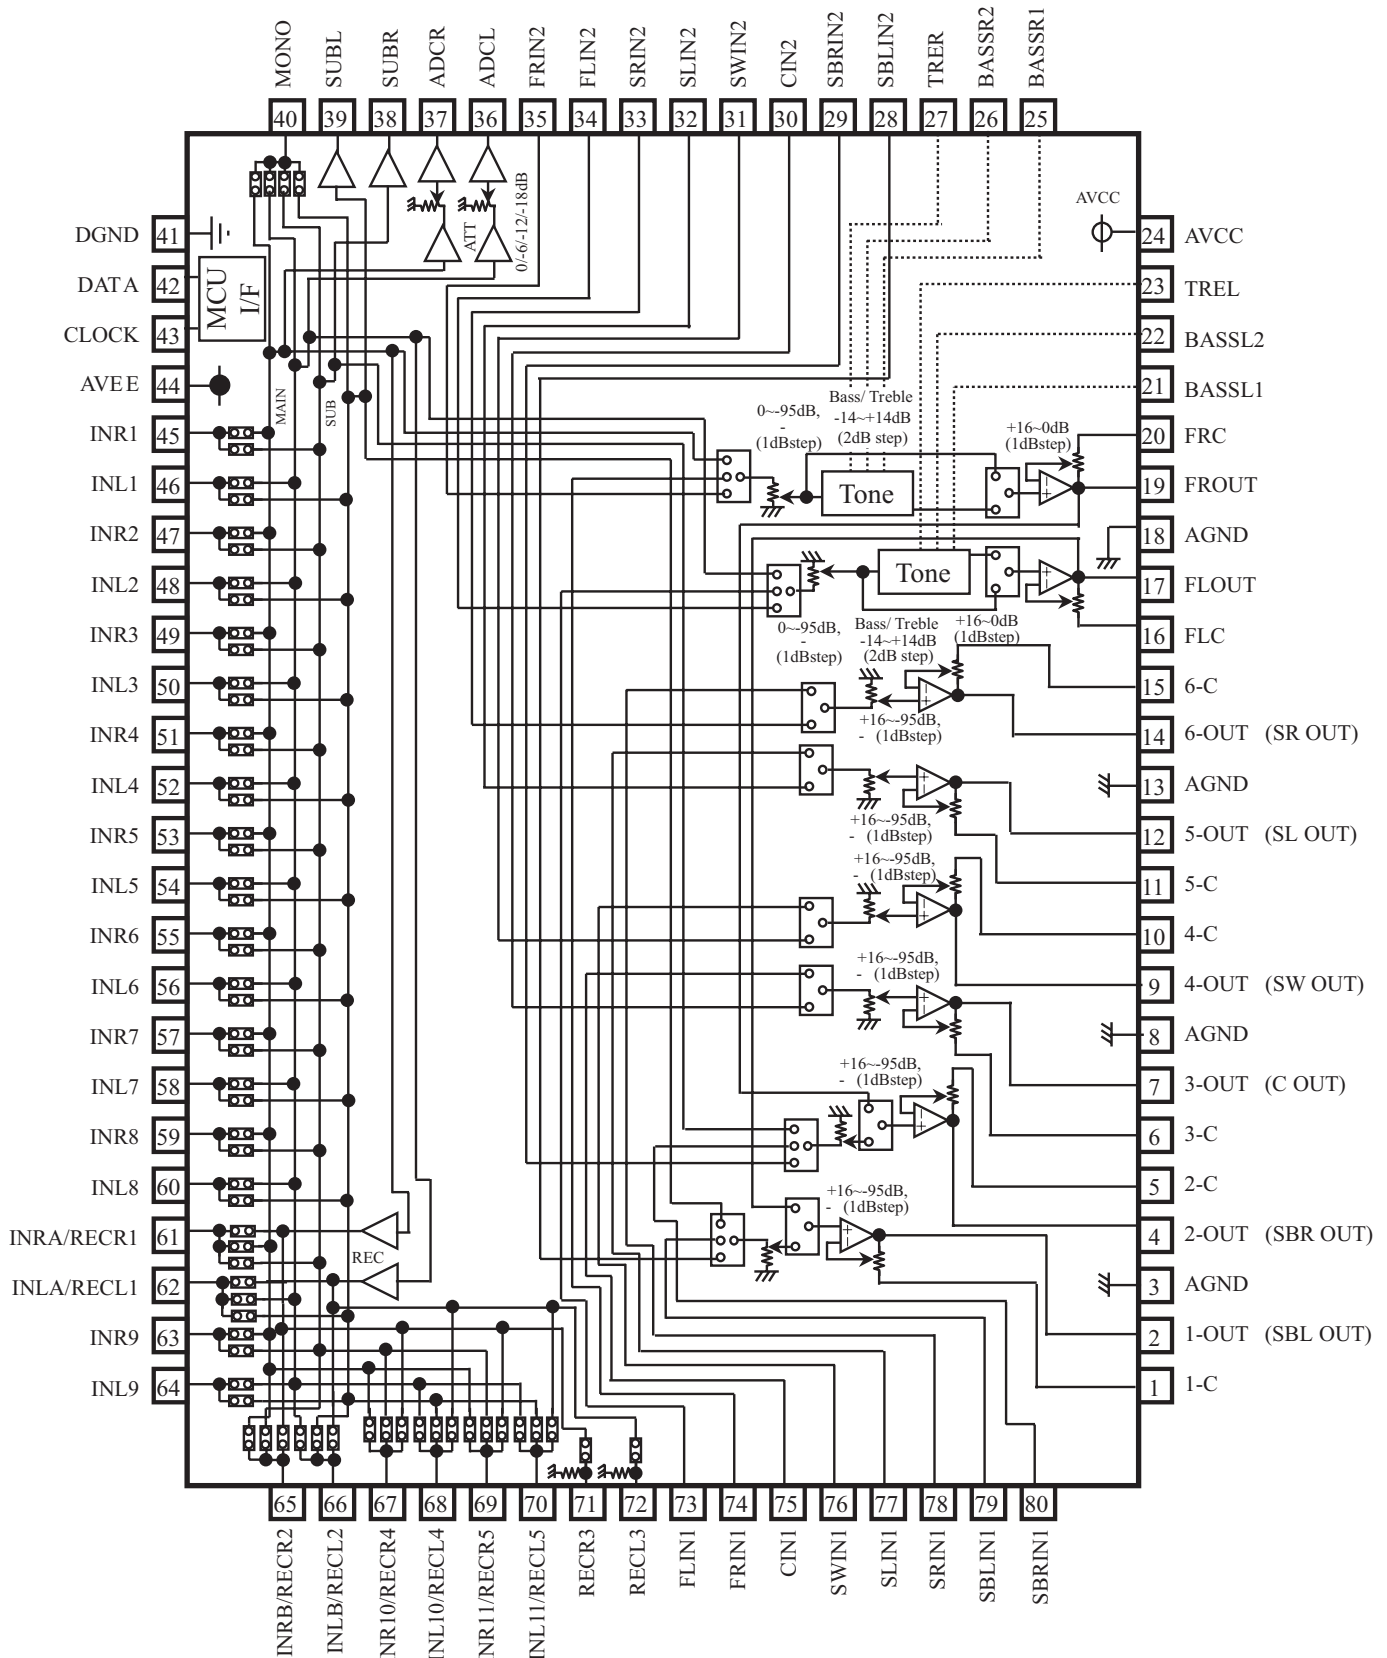 MONO
SUBL
SUBR
ADCR
ADCL
FRIN2
FLIN2
SRIN2
SLIN2
SWIN2
CIN2
SBRIN2
SBLIN2
TRER
BASSR2
BASSR1
40
39
38
37
36
35
34
33
32
31
30
29
28
27
26
25
DGND 41
DATA 42
CLOCK 43
AVEE 44
INR1 45
INL1 46
INR2 47
INL2 48
INR3 49
INL3 50
INR4 51
INL4 52
INR5 53
INL5 54
INR6 55
INL6 56
INR7 57
INL7 58
INR8 59
INL8 60
INRA/RECR1 61
INLA/RECL1 62
INR9 63
INL9 64
MCU
I/F
MAIN
SUB
ATT
0/-6/-12/-18dB
REC
AVCC
24 AVCC
23 TREL
22 BASSL2
21 BASSL1
20 FRC
19 FROUT
18 AGND
17 FLOUT
16 FLC
15 6-C
14 6-OUT (SR OUT)
13 AGND
12 5-OUT (SL OUT)
11 5-C
10 4-C
9 4-OUT (SW OUT)
8 AGND
7 3-OUT (C OUT)
6 3-C
5 2-C
4 2-OUT (SBR OUT)
3 AGND
2 1-OUT (SBL OUT)
1 1-C
0~-95dB,
-
(1dBstep)
Bass/ Treble
-14~+14dB
(2dB step)
+16~0dB
(1dBstep)
Tone
+
-
Tone
+
-
0~-95dB,
-
(1dBstep)
Bass/ Treble
-14~+14dB
(2dB step)
+16~0dB
(1dBstep)
-
+
+16~-95dB,
- (1dBstep)
+
-
+16~-95dB,
- (1dBstep)
+16~-95dB,
- (1dBstep)
-
+
+16~-95dB,
- (1dBstep)
+
-
+16~-95dB,
- (1dBstep)
-
+
+16~-95dB,
- (1dBstep)
+
-
65
66
67
68
69
70
71
72
73
74
75
76
77
78
79
80
INRB/RECR2
INLB/RECL2
INR10/RECR4
INL10/RECL4
INR11/RECR5
INL11/RECL5
RECR3
RECL3
FLIN1
FRIN1
CIN1
SWIN1
SLIN1
SRIN1
SBLIN1
SBRIN1